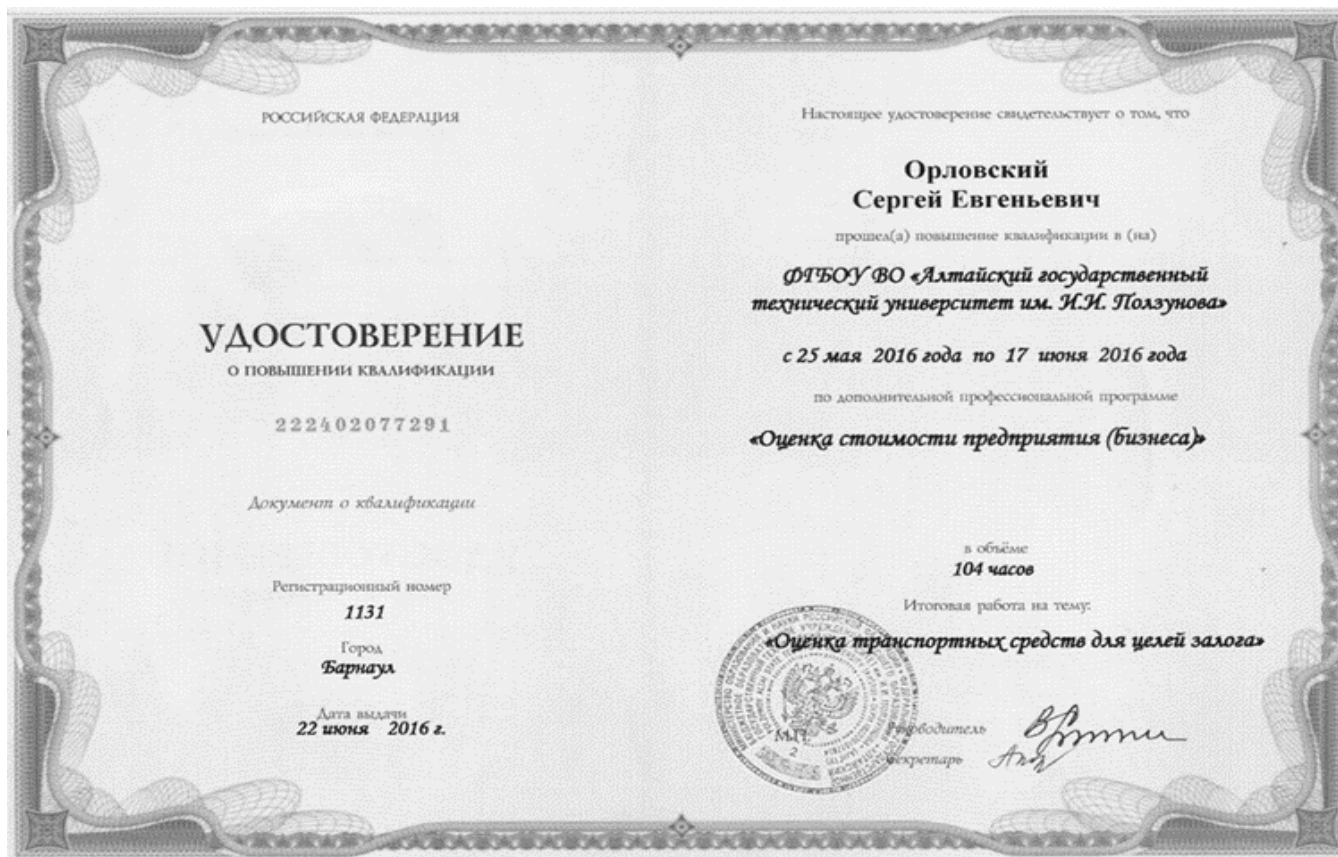 РОССИЙСКАЯ ФЕДЕРАЦИЯ
УДОСТОВЕРЕНИЕ
О ПОВЫШЕНИИ КВАЛИФИКАЦИИ
222402077291
Документ о квалификации
Регистрационный номер
1131
Город
Барнаул
Дата выдачи
22 июня 2016 г.
Настоящее удостоверение свидетельствует о том, что
Орловский
Сергей Евгеньевич
прошел(а) повышение квалификации в (на)
ФГБОУ ВО «Алтайский государственный
технический университет им. И.И. Ползунова»
с 25 мая 2016 года по 17 июня 2016 года
по дополнительной профессиональной программе
«Оценка стоимости предприятия (бизнеса)»
в объёме
104 часов
Итоговая работа на тему:
«Оценка транспортных средств для целей залога»
М.П.
2
Руководитель
Секретарь